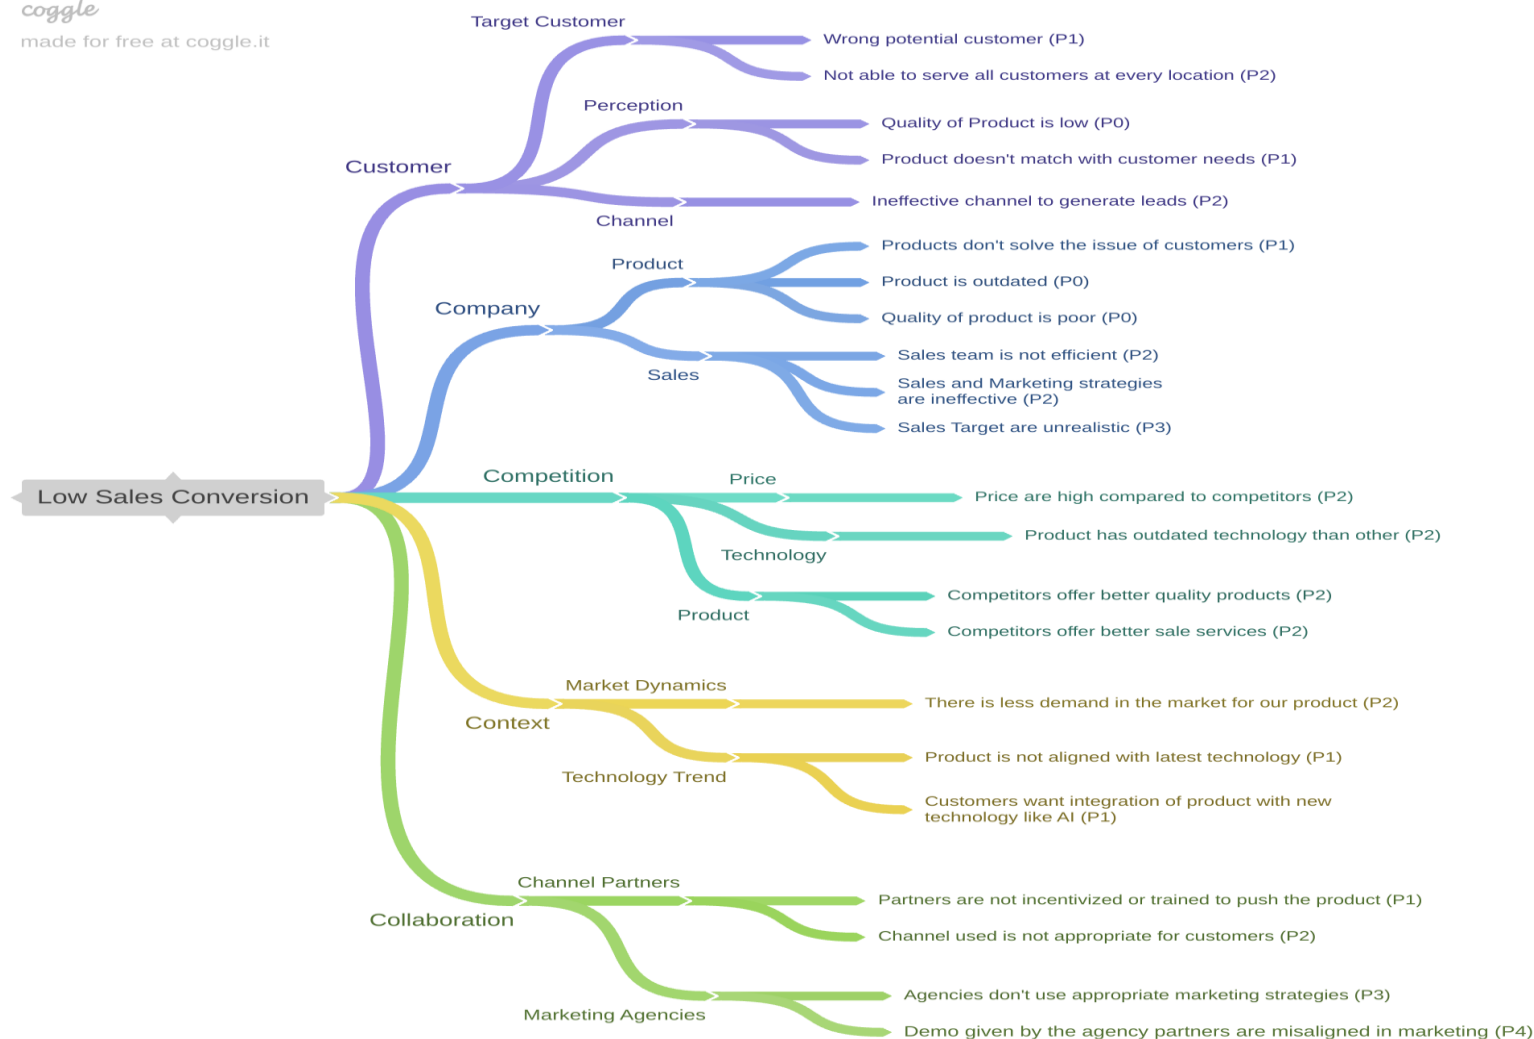 coggle
made for free at coggle.it
Low Sales Conversion
Customer
Target Customer
Wrong potential customer (P1)
Not able to serve all customers at every location (P2)
Perception
Quality of Product is low (P0)
Product doesn't match with customer needs (P1)
Channel
Ineffective channel to generate leads (P2)
Company
Product
Products don't solve the issue of customers (P1)
Product is outdated (P0)
Quality of product is poor (P0)
Sales
Sales team is not efficient (P2)
Sales and Marketing strategies
are ineffective (P2)
Sales Target are unrealistic (P3)
Competition
Price
Price are high compared to competitors (P2)
Technology
Product has outdated technology than other (P2)
Product
Competitors offer better quality products (P2)
Competitors offer better sale services (P2)
Context
Market Dynamics
There is less demand in the market for our product (P2)
Technology Trend
Product is not aligned with latest technology (P1)
Customers want integration of product with new
technology like AI (P1)
Collaboration
Channel Partners
Partners are not incentivized or trained to push the product (P1)
Channel used is not appropriate for customers (P2)
Marketing Agencies
Agencies don't use appropriate marketing strategies (P3)
Demo given by the agency partners are misaligned in marketing (P4)